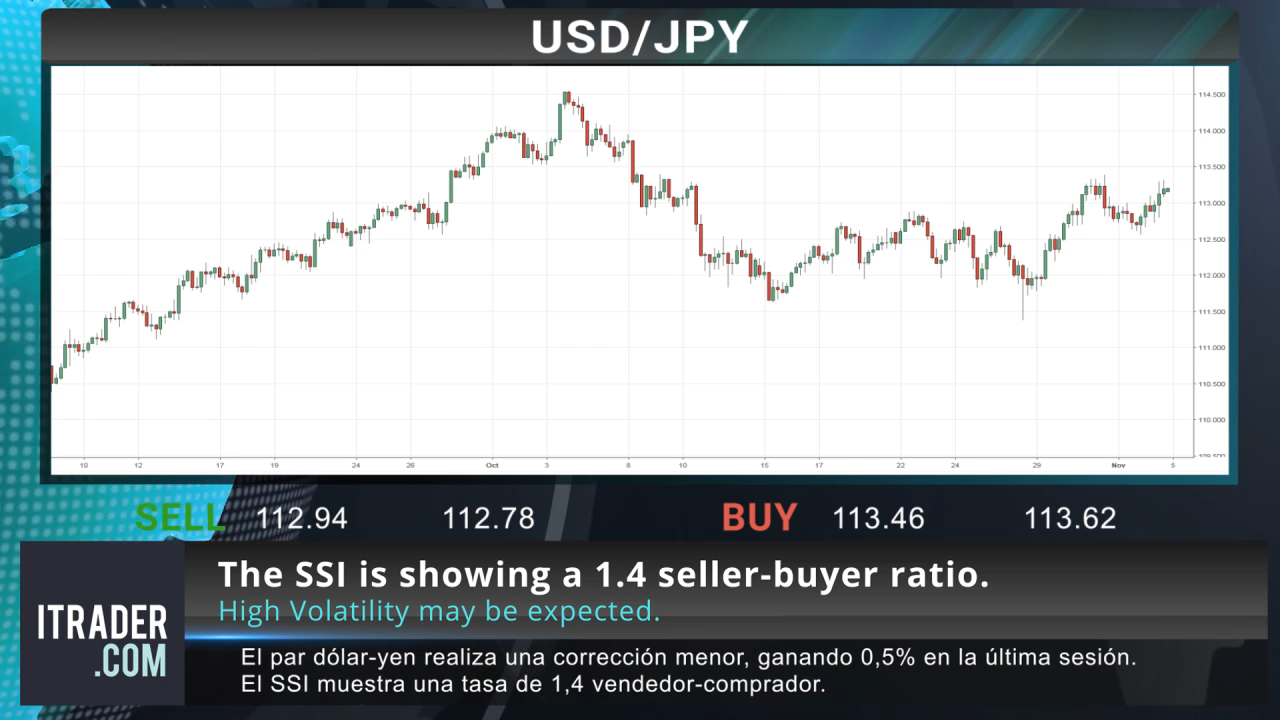 USD/JPY
114.500
114.000
113.500
113.000
112.500
112.000
111.500
111.000
110.500
110.000
109.500
10 12 17 19 24 26 Oct 3 8 10 15 17 22 24 29 Nov 5
SELL 112.94 112.78 BUY 113.46 113.62
The SSI is showing a 1.4 seller-buyer ratio.
High Volatility may be expected.
ITRADER
.COM
El par dólar-yen realiza una corrección menor, ganando 0,5% en la última sesión.
El SSI muestra una tasa de 1,4 vendedor-comprador.